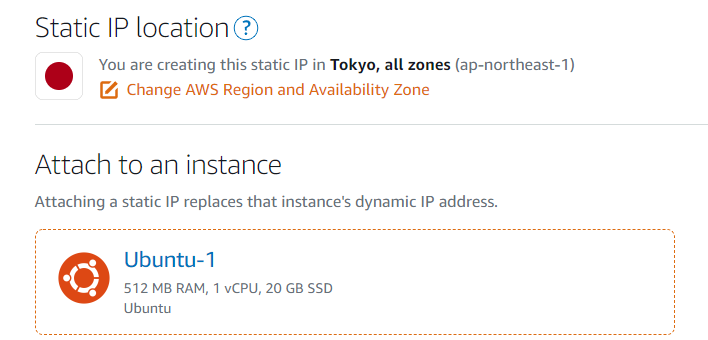 Static IP location ?
You are creating this static IP in Tokyo, all zones (ap-northeast-1)
Change AWS Region and Availability Zone
Attach to an instance
Attaching a static IP replaces that instance's dynamic IP address.
Ubuntu-1
512 MB RAM, 1 vCPU, 20 GB SSD
Ubuntu